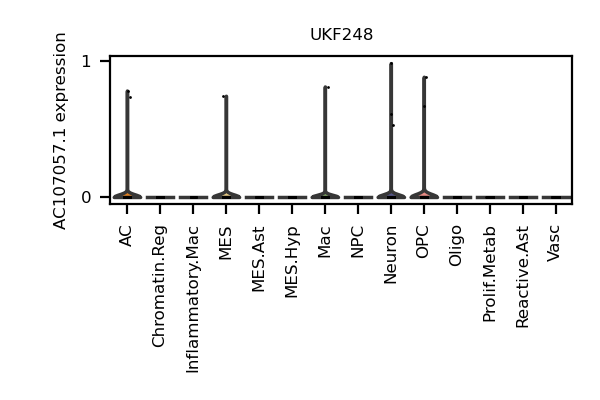 UKF248
AC107057.1 expression
1
0
AC
Chromatin.Reg
Inflammatory.Mac
MES
MES.Ast
MES.Hyp
Mac
NPC
Neuron
OPC
Oligo
Prolif.Metab
Reactive.Ast
Vasc